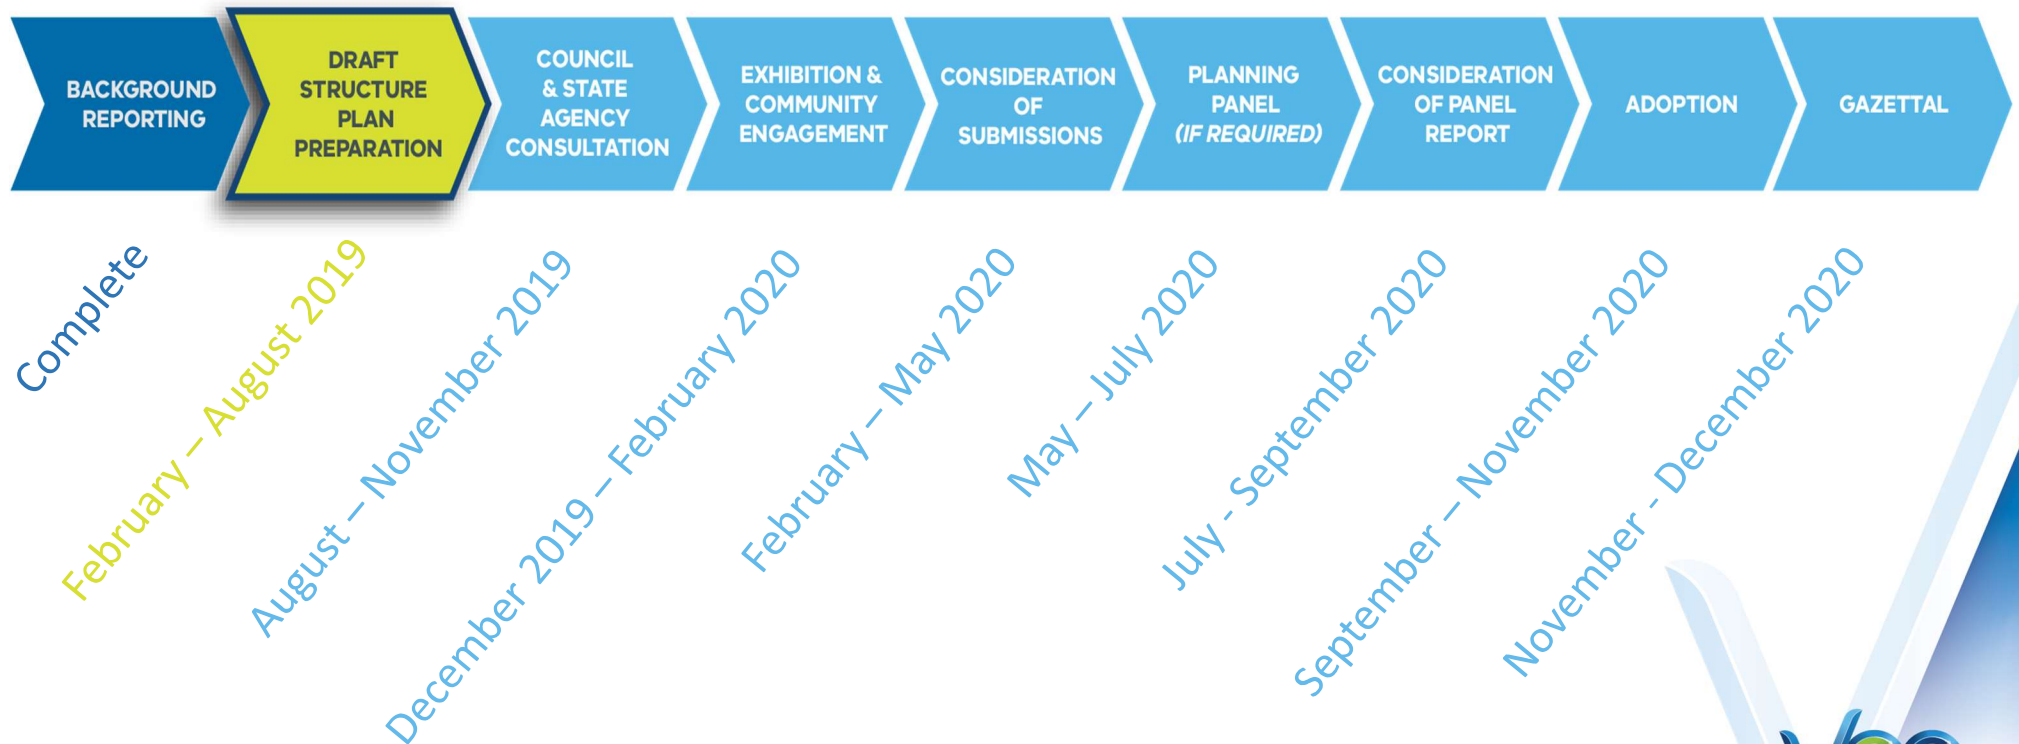 BACKGROUND
REPORTING
DRAFT
STRUCTURE
PLAN
PREPARATION
COUNCIL
& STATE
AGENCY
CONSULTATION
EXHIBITION &
COMMUNITY
ENGAGEMENT
CONSIDERATION
OF
SUBMISSIONS
PLANNING
PANEL
(IF REQUIRED)
CONSIDERATION
OF PANEL
REPORT
ADOPTION
GAZETTAL
Complete
February – August 2019
August – November 2019
December 2019 – February 2020
February – May 2020
May – July 2020
July - September 2020
September – November 2020
November - December 2020